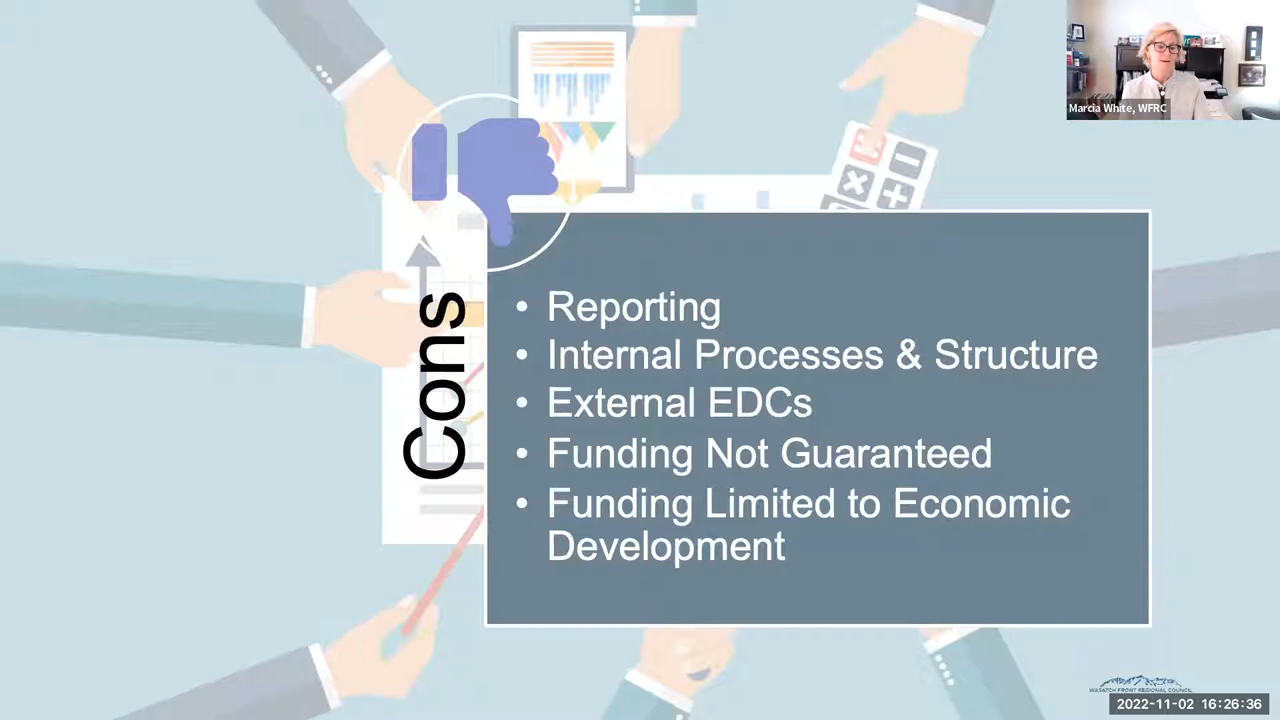 Marcia White, WFRC
Cons
• Reporting
• Internal Processes & Structure
• External EDCs
• Funding Not Guaranteed
• Funding Limited to Economic
Development
WASATCH FRONT REGIONAL COUNCIL
2022-11-02 16:26:36